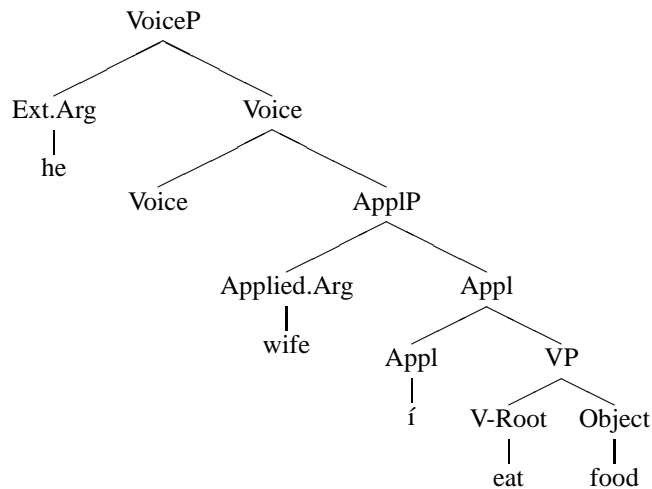 VoiceP
Ext.Arg Voice
he
Voice ApplP
Applied.Arg Appl
wife
Appl VP
í
V-Root Object
eat food